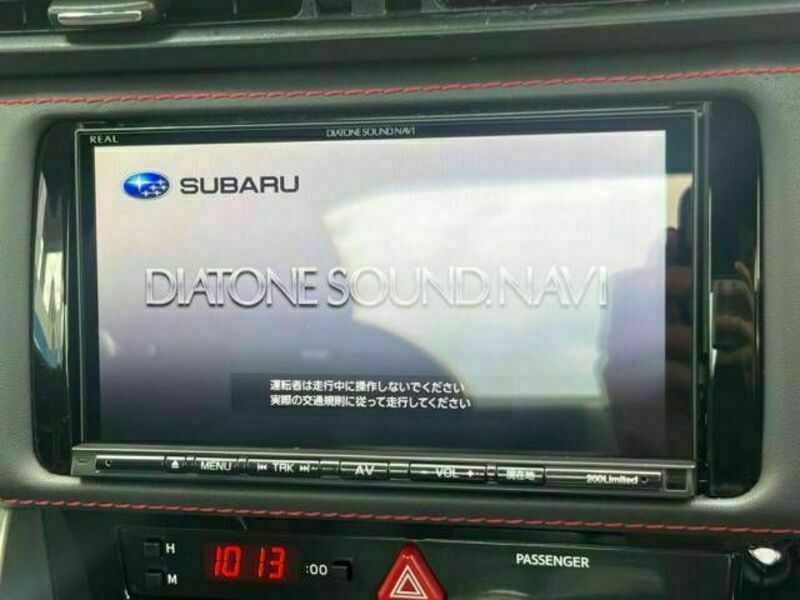 REAL
DIATONE SOUND NAVI
SUBARU
DIATONE SOUND.NAVI
運転者は走行中に操作しないでください
実際の交通規則に従って走行してください
MENU TRK AV - VOL + 現在地 200Limited
H
10 13 :00
M
PASSENGER